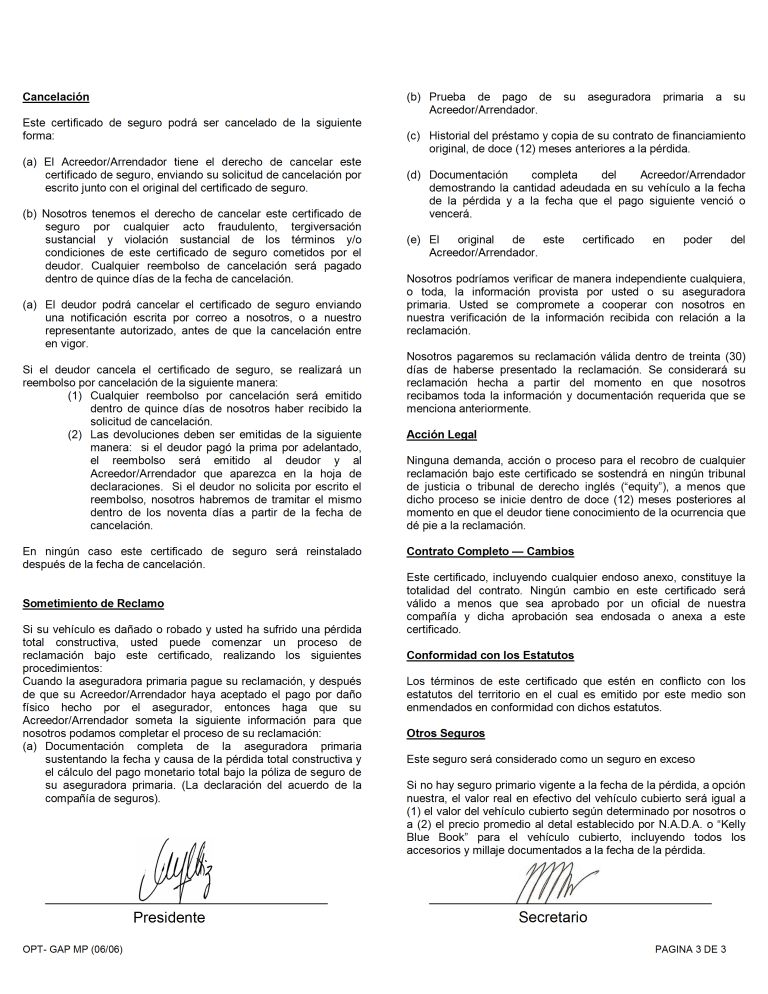 Cancelación
Este certificado de seguro podrá ser cancelado de la siguiente
forma:
(a) El Acreedor/Arrendador tiene el derecho de cancelar este
certificado de seguro, enviando su solicitud de cancelación por
escrito junto con el original del certificado de seguro.
(b) Nosotros tenemos el derecho de cancelar este certificado de
seguro por cualquier acto fraudulento, tergiversación
sustancial y violación sustancial de los términos y/o
condiciones de este certificado de seguro cometidos por el
deudor. Cualquier reembolso de cancelación será pagado
dentro de quince días de la fecha de cancelación.
(a) El deudor podrá cancelar el certificado de seguro enviando
una notificación escrita por correo a nosotros, o a nuestro
representante autorizado, antes de que la cancelación entre
en vigor.
Si el deudor cancela el certificado de seguro, se realizará un
reembolso por cancelación de la siguiente manera:
(1) Cualquier reembolso por cancelación será emitido
dentro de quince días de nosotros haber recibido la
solicitud de cancelación.
(2) Las devoluciones deben ser emitidas de la siguiente
manera: si el deudor pagó la prima por adelantado,
el reembolso será emitido al deudor y al
Acreedor/Arrendador que aparezca en la hoja de
declaraciones. Si el deudor no solicita por escrito el
reembolso, nosotros habremos de tramitar el mismo
dentro de los noventa días a partir de la fecha de
cancelación.
En ningún caso este certificado de seguro será reinstalado
después de la fecha de cancelación.
Sometimiento de Reclamo
Si su vehículo es dañado o robado y usted ha sufrido una pérdida
total constructiva, usted puede comenzar un proceso de
reclamación bajo este certificado, realizando los siguientes
procedimientos:
Cuando la aseguradora primaria pague su reclamación, y después
de que su Acreedor/Arrendador haya aceptado el pago por daño
físico hecho por el asegurador, entonces haga que su
Acreedor/Arrendador someta la siguiente información para que
nosotros podamos completar el proceso de su reclamación:
(a) Documentación completa de la aseguradora primaria
sustentando la fecha y causa de la pérdida total constructiva y
el cálculo del pago monetario total bajo la póliza de seguro de
su aseguradora primaria. (La declaración del acuerdo de la
compañía de seguros).
(b) Prueba de pago de su aseguradora primaria a su
Acreedor/Arrendador.
(c) Historial del préstamo y copia de su contrato de financiamiento
original, de doce (12) meses anteriores a la pérdida.
(d) Documentación completa del Acreedor/Arrendador
demostrando la cantidad adeudada en su vehículo a la fecha
de la pérdida y a la fecha que el pago siguiente venció o
vencerá.
(e) El original de este certificado en poder del
Acreedor/Arrendador.
Nosotros podríamos verificar de manera independiente cualquiera,
o toda, la información provista por usted o su aseguradora
primaria. Usted se compromete a cooperar con nosotros en
nuestra verificación de la información recibida con relación a la
reclamación.
Nosotros pagaremos su reclamación válida dentro de treinta (30)
días de haberse presentado la reclamación. Se considerará su
reclamación hecha a partir del momento en que nosotros
recibamos toda la información y documentación requerida que se
menciona anteriormente.
Acción Legal
Ninguna demanda, acción o proceso para el recobro de cualquier
reclamación bajo este certificado se sostendrá en ningún tribunal
de justicia o tribunal de derecho inglés (“equity”), a menos que
dicho proceso se inicie dentro de doce (12) meses posteriores al
momento en que el deudor tiene conocimiento de la ocurrencia que
dé pie a la reclamación.
Contrato Completo — Cambios
Este certificado, incluyendo cualquier endoso anexo, constituye la
totalidad del contrato. Ningún cambio en este certificado será
válido a menos que sea aprobado por un oficial de nuestra
compañía y dicha aprobación sea endosada o anexa a este
certificado.
Conformidad con los Estatutos
Los términos de este certificado que estén en conflicto con los
estatutos del territorio en el cual es emitido por este medio son
enmendados en conformidad con dichos estatutos.
Otros Seguros
Este seguro será considerado como un seguro en exceso
Si no hay seguro primario vigente a la fecha de la pérdida, a opción
nuestra, el valor real en efectivo del vehículo cubierto será igual a
(1) el valor del vehículo cubierto según determinado por nosotros o
a (2) el precio promedio al detal establecido por N.A.D.A. o “Kelly
Blue Book” para el vehículo cubierto, incluyendo todos los
accesorios y millaje documentados a la fecha de la pérdida.
Presidente
Secretario
OPT- GAP MP (06/06)
PAGINA 3 DE 3